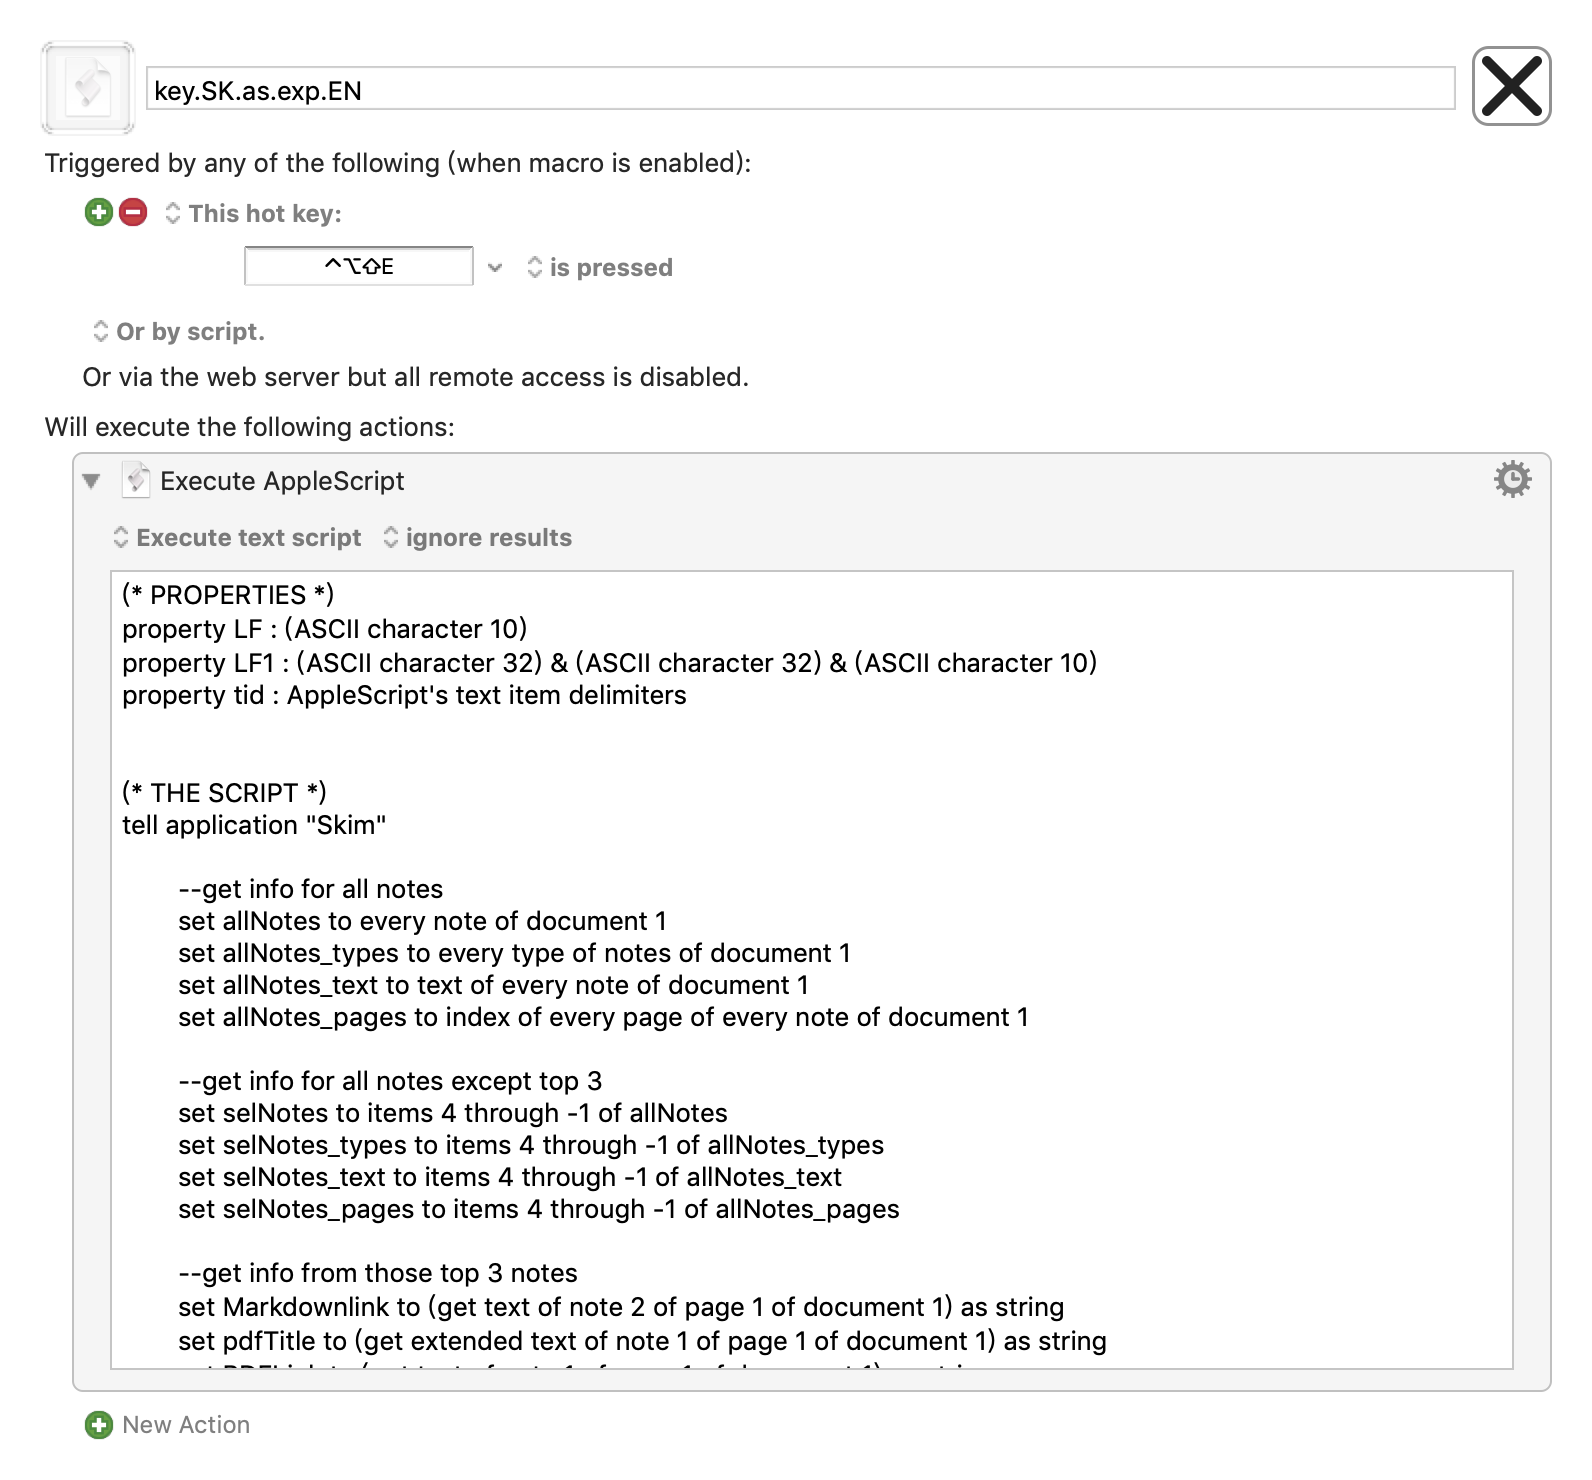 key.SK.as.exp.EN
Triggered by any of the following (when macro is enabled):
This hot key:
^⌥⇧E is pressed
Or by script.
Or via the web server but all remote access is disabled.
Will execute the following actions:
Execute AppleScript
Execute text script ignore results
(* PROPERTIES *)
property LF : (ASCII character 10)
property LF1 : (ASCII character 32) & (ASCII character 32) & (ASCII character 10)
property tid : AppleScript's text item delimiters
(* THE SCRIPT *)
tell application "Skim"
--get info for all notes
set allNotes to every note of document 1
set allNotes_types to every type of notes of document 1
set allNotes_text to text of every note of document 1
set allNotes_pages to index of every page of every note of document 1
--get info for all notes except top 3
set selNotes to items 4 through -1 of allNotes
set selNotes_types to items 4 through -1 of allNotes_types
set selNotes_text to items 4 through -1 of allNotes_text
set selNotes_pages to items 4 through -1 of allNotes_pages
--get info from those top 3 notes
set Markdownlink to (get text of note 2 of page 1 of document 1) as string
set pdfTitle to (get extended text of note 1 of page 1 of document 1) as string
New Action